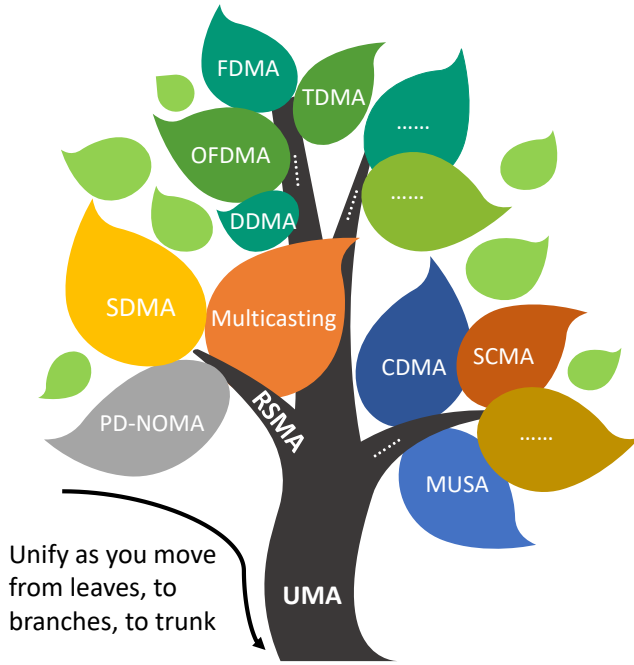 FDMA
TDMA
......
OFDMA
......
......
......
DDMA
SDMA
Multicasting
CDMA
SCMA
RSMA
PD-NOMA
......
......
MUSA
Unify as you move
from leaves, to
branches, to trunk
UMA